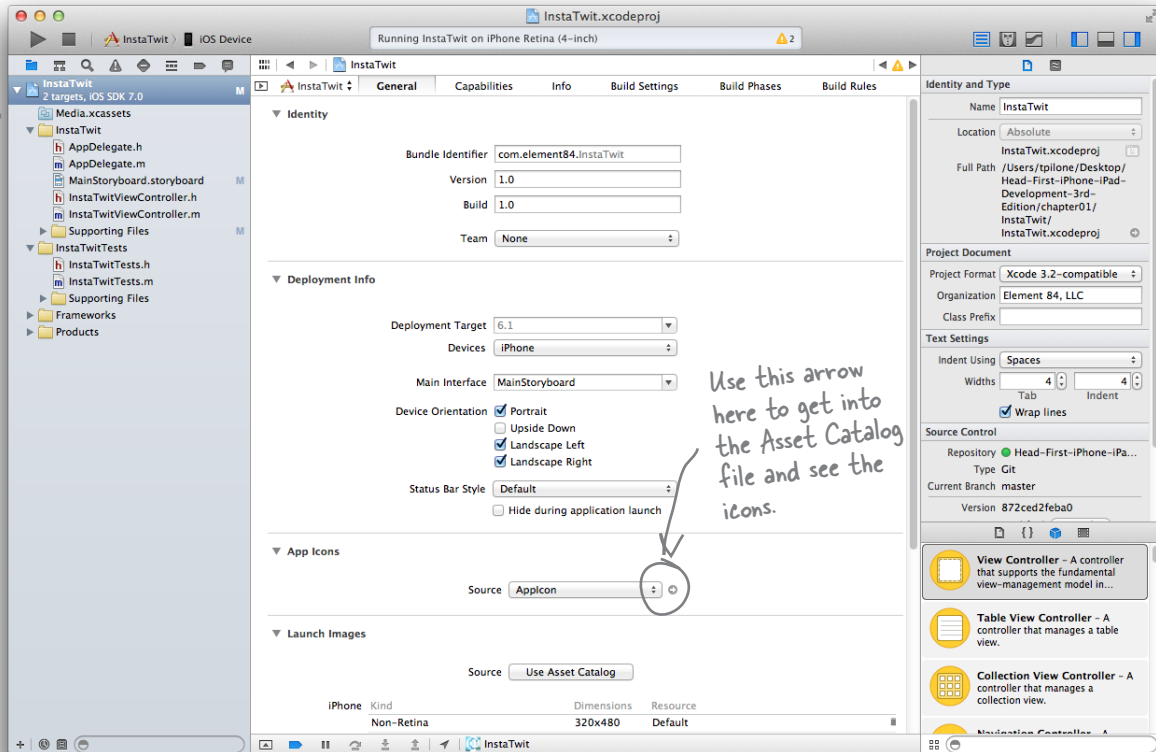 InstaTwit.xcodeproj
InstaTwit
iOS Device
Running InstaTwit on iPhone Retina (4-inch)
2
InstaTwit
2 targets, iOS SDK 7.0
M
Media.xcassets
InstaTwit
h AppDelegate.h
m AppDelegate.m
MainStoryboard.storyboard M
h InstaTwitViewController.h
m InstaTwitViewController.m
Supporting Files M
InstaTwitTests
h InstaTwitTests.h
m InstaTwitTests.m
Supporting Files
Frameworks
Products
InstaTwit
InstaTwit General Capabilities Info Build Settings Build Phases Build Rules
Identity
Bundle Identifier com.element84.InstaTwit
Version 1.0
Build 1.0
Team None
Deployment Info
Deployment Target 6.1
Devices iPhone
Main Interface MainStoryboard
Device Orientation Portrait
Upside Down
Landscape Left
Landscape Right
Status Bar Style Default
Hide during application launch
Use this arrow
here to get into
the Asset Catalog
file and see the
icons.
App Icons
Source AppIcon
Launch Images
Source Use Asset Catalog
iPhone Kind Dimensions Resource
Non-Retina 320x480 Default
InstaTwit
Identity and Type
Name InstaTwit
Location Absolute
InstaTwit.xcodeproj
Full Path /Users/tpilone/Desktop/
Head-First-iPhone-iPad-
Development-3rd-
Edition/chapter01/
InstaTwit/
InstaTwit.xcodeproj
Project Document
Project Format Xcode 3.2-compatible
Organization Element 84, LLC
Class Prefix
Text Settings
Indent Using Spaces
Widths 4 4
Tab Indent
Wrap lines
Source Control
Repository Head-First-iPhone-iPa...
Type Git
Current Branch master
Version 872ced2feba0
{ }
View Controller – A controller
that supports the fundamental
view-management model in...
Table View Controller – A
controller that manages a table
view.
Collection View Controller – A
controller that manages a
collection view.
Navigation Controller – A